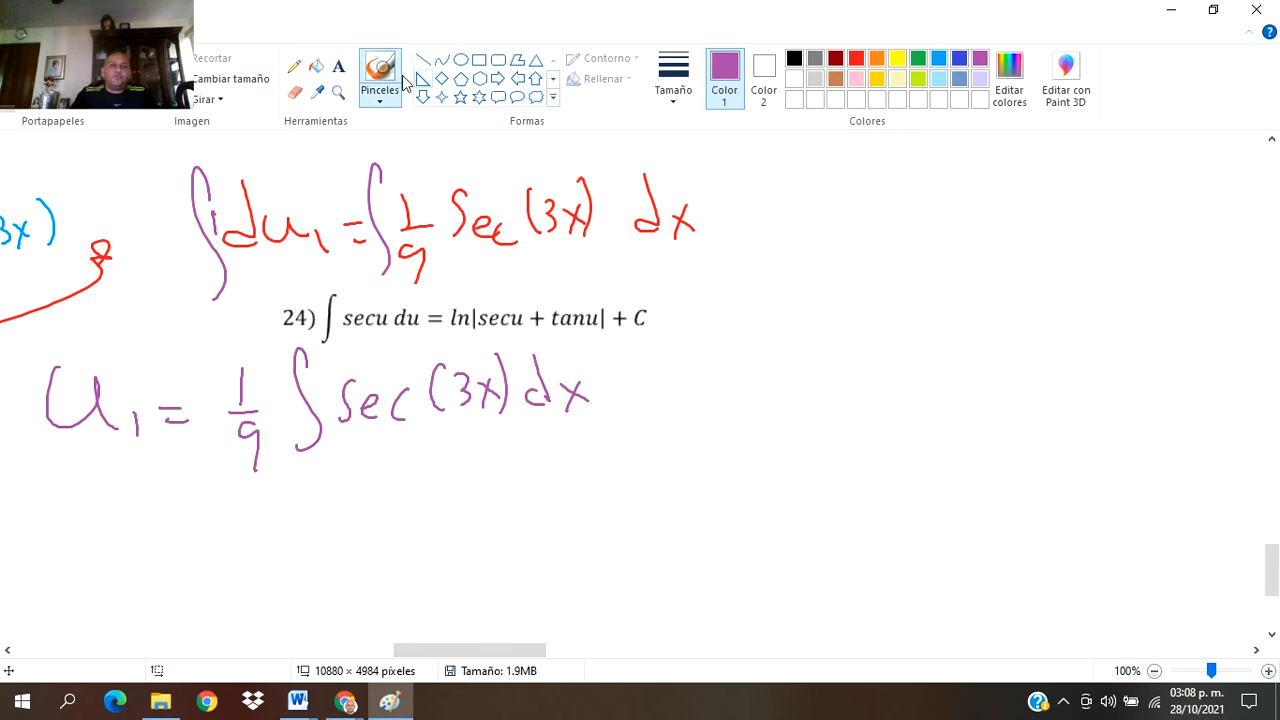 Recortar
Cambiar tamaño
Girar
Pinceles
Contorno
Rellenar
Tamaño
Color 1
Color 2
Editar colores
Editar con Paint 3D
Portapapeles
Imagen
Herramientas
Formas
Colores
3x)
∫du₁ = ∫ 1/9 Sec (3x) dx
24) ∫ secu du = ln|secu + tanu| + C
U₁ = 1/9 ∫ Sec (3x) dx
10880 × 4984 píxeles
Tamaño: 1.9MB
100%
03:08 p. m.
28/10/2021